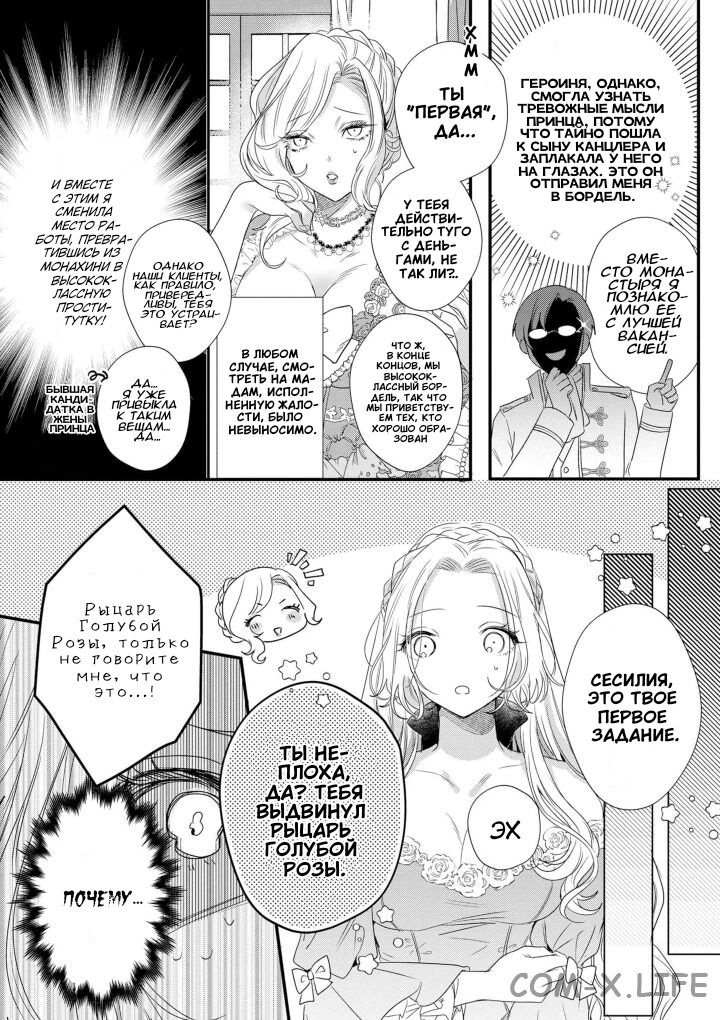 ГЕРОИНЯ, ОДНАКО,
СМОГЛА УЗНАТЬ
ТРЕВОЖНЫЕ МЫСЛИ
ПРИНЦА, ПОТОМУ
ЧТО ТАЙНО ПОШЛА
К СЫНУ КАНЦЛЕРА И
ЗАПЛАКАЛА У НЕГО
НА ГЛАЗАХ. ЭТО ОН
ОТПРАВИЛ МЕНЯ
В БОРДЕЛЬ.
ВМЕ-
СТО МОНА-
СТЫРЯ Я
ПОЗНАКО-
МЛЮ ЕЕ
С ЛУЧШЕЙ
ВАКАН-
СИЕЙ.
ХММ
ТЫ
"ПЕРВАЯ",
ДА...
У ТЕБЯ
ДЕЙСТВИ-
ТЕЛЬНО ТУГО
С ДЕНЬ-
ГАМИ, НЕ
ТАК ЛИ?.
ЧТО Ж,
В КОНЦЕ
КОНЦОВ, МЫ
ВЫСОКОК-
ЛАССНЫЙ БОР-
ДЕЛЬ, ТАК ЧТО
МЫ ПРИВЕТСТВУ-
ЕМ ТЕХ, КТО
ХОРОШО ОБРА-
ЗОВАН
В ЛЮБОМ
СЛУЧАЕ, СМО-
ТРЕТЬ НА МА-
ДАМ, ИСПОЛ-
НЕННУЮ ЖАЛО-
СТИ, БЫЛО
НЕВЫНОСИМО.
ОДНАКО
НАШИ КЛИЕНТЫ,
КАК ПРАВИЛО,
ПРИВЕРЕД-
ЛИВЫ, ТЕБЯ
ЭТО УСТРАИ-
ВАЕТ?
ДА...
Я УЖЕ
ПРИВЫКЛА
К ТАКИМ
ВЕЩАМ...
ДА...
И ВМЕСТЕ
С ЭТИМ Я
СМЕНИЛА
МЕСТО РА-
БОТЫ, ПРЕВРА-
ТИВШИСЬ ИЗ
МОНАХИНИ В
ВЫСОКОК-
ЛАССНУЮ
ПРОСТИ-
ТУТКУ!
БЫВШАЯ
КАНДИ-
ДАТКА В
ЖЕНЫ
ПРИНЦА
СЕСИЛИЯ,
ЭТО ТВОЕ
ПЕРВОЕ
ЗАДАНИЕ.
ЭХ
ТЫ НЕ-
ПЛОХА,
ДА? ТЕБЯ
ВЫДВИНУЛ
РЫЦАРЬ
ГОЛУБОЙ
РОЗЫ.
Рыцарь
Голубой
Розы, только
не говорите
мне, что
это...!
ПОЧЕМУ...
COM-X.LIFE